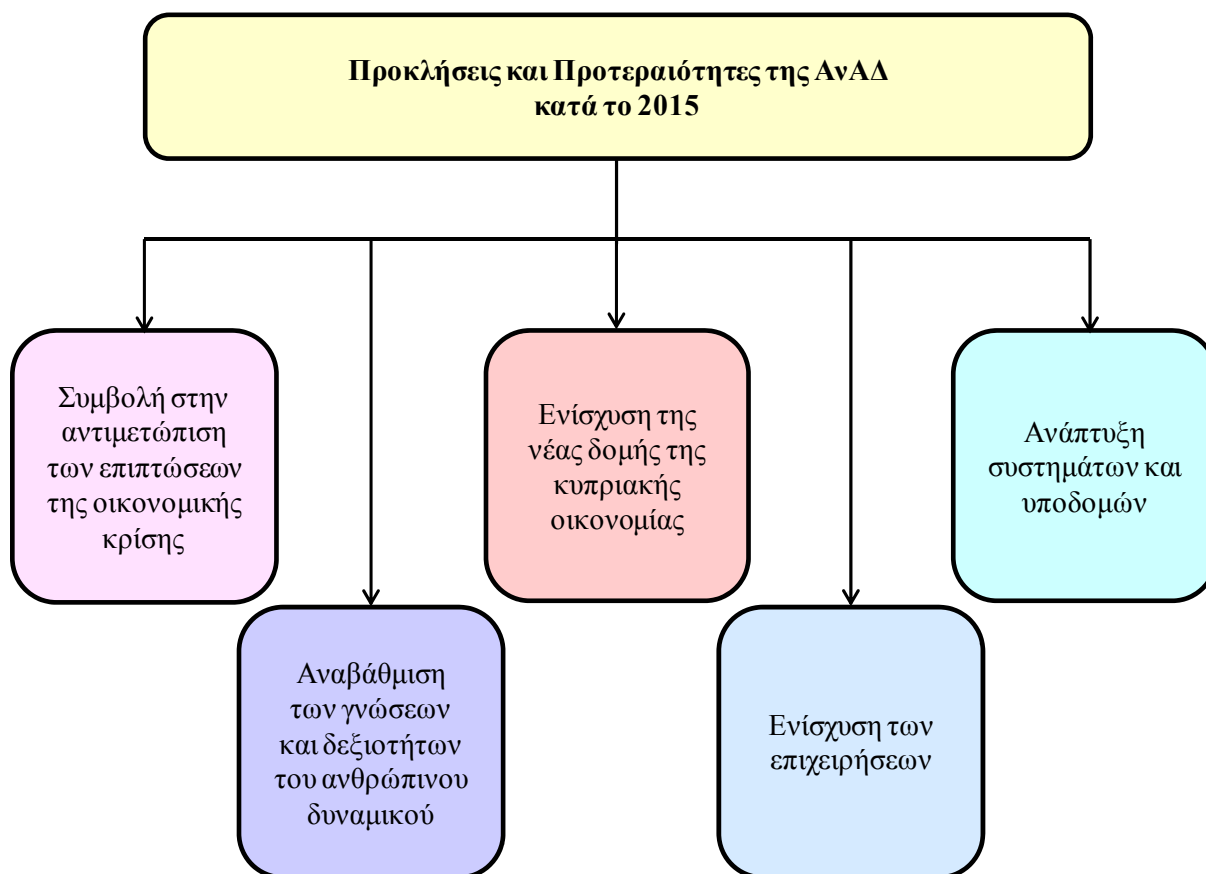 Προκλήσεις και Προτεραιότητες της ΑνΑΔ
κατά το 2015
Συμβολή στην
αντιμετώπιση
των επιπτώσεων
της οικονομικής
κρίσης
Αναβάθμιση
των γνώσεων
και δεξιοτήτων
του ανθρώπινου
δυναμικού
Ενίσχυση της
νέας δομής της
κυπριακής
οικονομίας
Ενίσχυση των
επιχειρήσεων
Ανάπτυξη
συστημάτων και
υποδομών